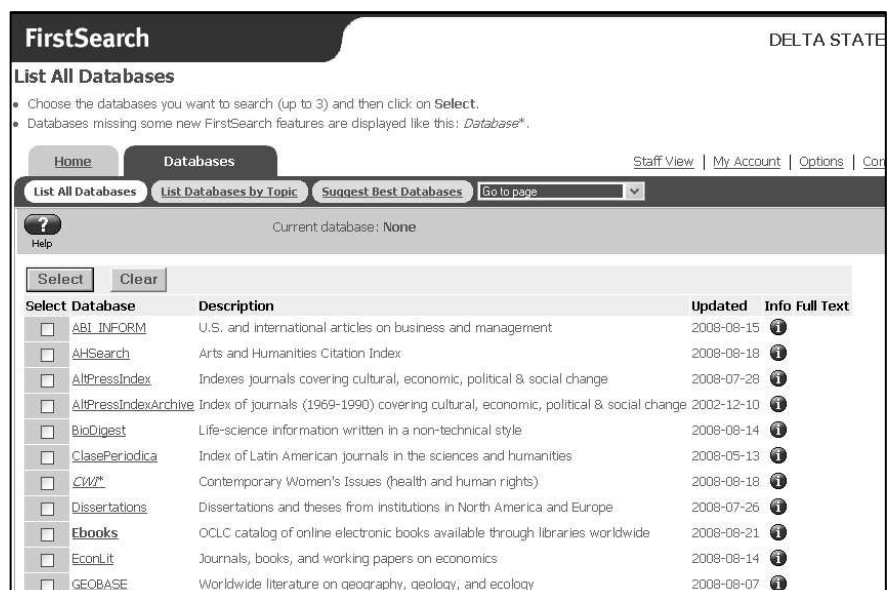 FirstSearch DELTA STATE
List All Databases
• Choose the databases you want to search (up to 3) and then click on Select.
• Databases missing some new FirstSearch features are displayed like this: Database*.
Home Databases Staff View | My Account | Options | Con
List All Databases List Databases by Topic Suggest Best Databases Go to page
? Current database: None
Help
Select Clear
Select Database Description Updated Info Full Text
ABI_INFORM U.S. and international articles on business and management 2008-08-15
AHSearch Arts and Humanities Citation Index 2008-08-18
AltPressIndex Indexes journals covering cultural, economic, political & social change 2008-07-28
AltPressIndexArchive Index of journals (1969-1990) covering cultural, economic, political & social change 2002-12-10
BioDigest Life-science information written in a non-technical style 2008-08-14
ClasePeriodica Index of Latin American journals in the sciences and humanities 2008-05-13
CWI* Contemporary Women's Issues (health and human rights) 2008-08-18
Dissertations Dissertations and theses from institutions in North America and Europe 2008-07-26
Ebooks OCLC catalog of online electronic books available through libraries worldwide 2008-08-21
EconLit Journals, books, and working papers on economics 2008-08-14
GEOBASE Worldwide literature on geography, geology, and ecology 2008-08-07